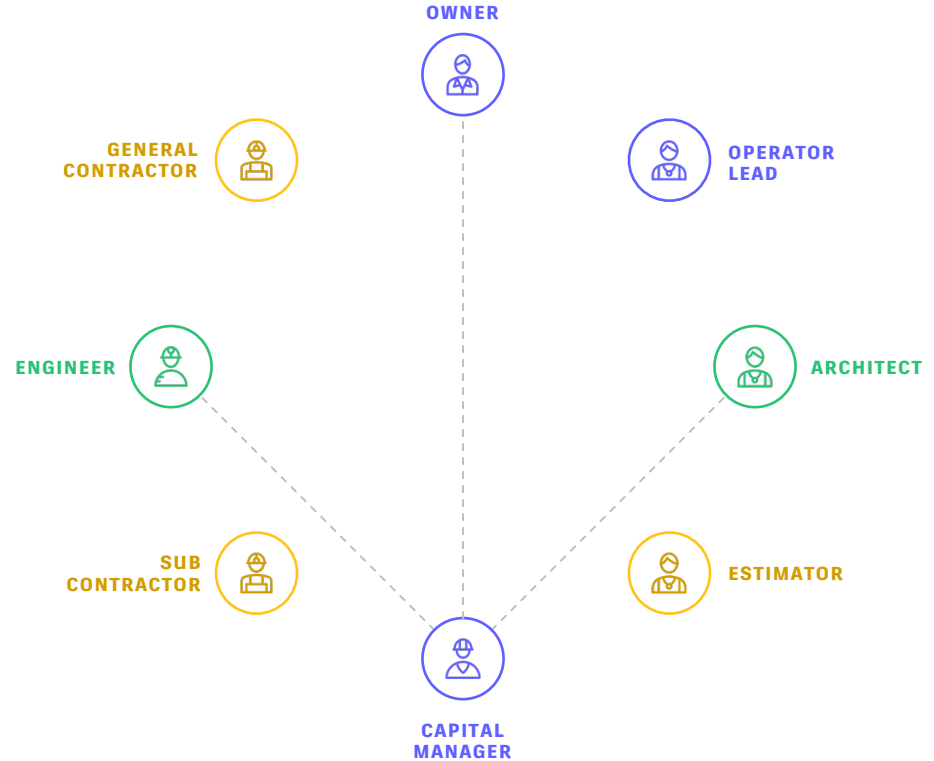 OWNER
GENERAL
CONTRACTOR
OPERATOR
LEAD
ENGINEER
ARCHITECT
SUB
CONTRACTOR
ESTIMATOR
CAPITAL
MANAGER